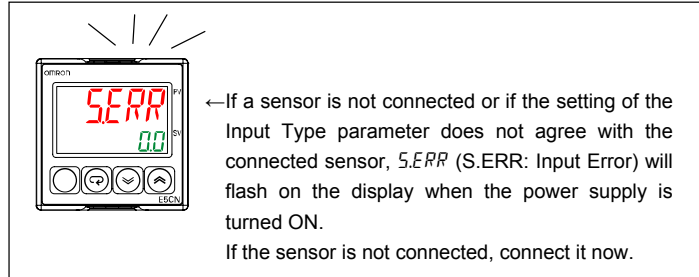 omron
S.ERR
PV
0.0
SV
E5CN
←If a sensor is not connected or if the setting of the
Input Type parameter does not agree with the
connected sensor, S.ERR (S.ERR: Input Error) will
flash on the display when the power supply is
turned ON.
If the sensor is not connected, connect it now.